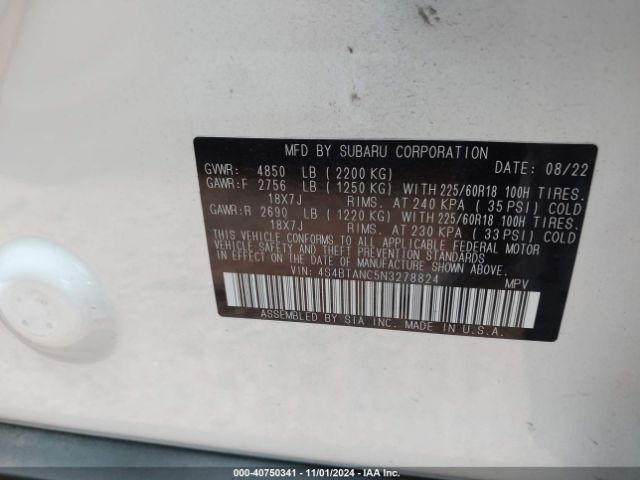 MFD BY SUBARU CORPORATION
GVWR: 4850 LB (2200 KG) DATE: 08/22
GAWR:F 2756 LB (1250 KG) WITH 225/60R18 100H TIRES.
18X7J RIMS. AT 240 KPA (35 PSI) COLD
GAWR:R 2690 LB (1220 KG) WITH 225/60R18 100H TIRES.
18X7J RIMS. AT 230 KPA (33 PSI) COLD
THIS VEHICLE CONFORMS TO ALL APPLICABLE FEDERAL MOTOR
VEHICLE SAFETY AND THEFT PREVENTION STANDARDS
IN EFFECT ON THE DATE OF MANUFACTURE SHOWN ABOVE.
VIN: 4S4BTANC5N3278824 MPV
ASSEMBLED BY SIA INC. MADE IN U.S.A.
000-40750341 - 11/01/2024 - IAA Inc.